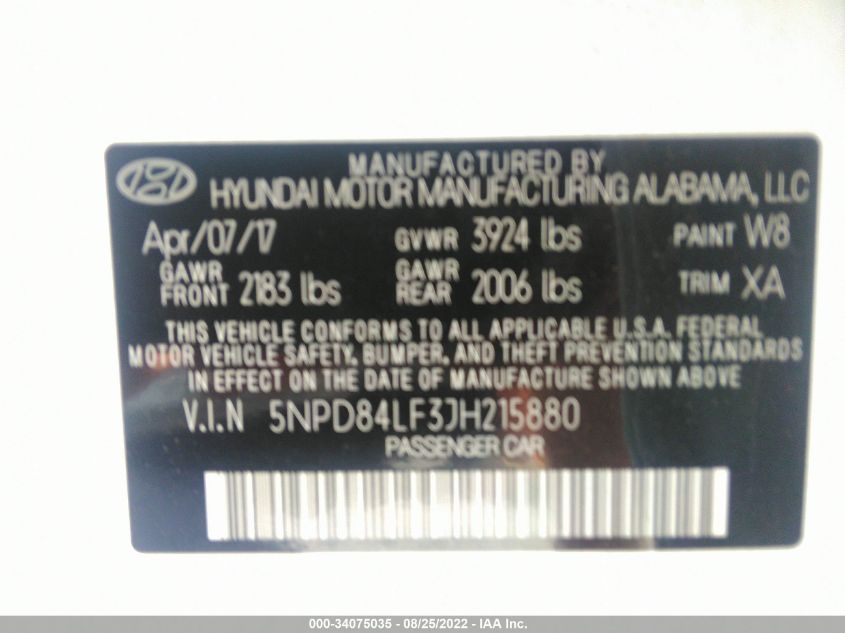 MANUFACTURED BY
HYUNDAI MOTOR MANUFACTURING ALABAMA, LLC
Apr/07/17 GVWR 3924 lbs PAINT W8
GAWR FRONT 2183 lbs GAWR REAR 2006 lbs TRIM XA
THIS VEHICLE CONFORMS TO ALL APPLICABLE U.S.A. FEDERAL
MOTOR VEHICLE SAFETY, BUMPER, AND THEFT PREVENTION STANDARDS
IN EFFECT ON THE DATE OF MANUFACTURE SHOWN ABOVE
V.I.N 5NPD84LF3JH215880
PASSENGER CAR
000-34075035 - 08/25/2022 - IAA Inc.